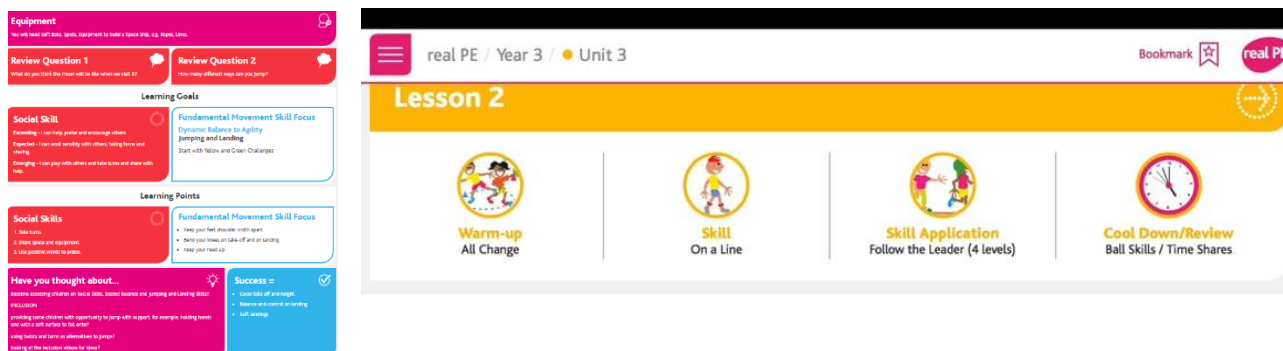 Equipment
You will need Soft Balls, Spots, Equipment to build a Space Ship, e.g. Ropes, Lines.
Review Question 1
What do you think the moon will be like when we visit it?
Review Question 2
How many different ways can you jump?
Learning Goals
Social Skill
Exceeding - I can help, praise and encourage others.
Expected - I can work sensibly with others, taking turns and
sharing.
Emerging - I can play with others and take turns and share with
help.
Fundamental Movement Skill Focus
Dynamic Balance to Agility
Jumping and Landing
Start with Yellow and Green Challenges
Learning Points
Social Skills
1. Take turns.
2. Share space and equipment.
3. Use positive words to praise.
Fundamental Movement Skill Focus
• Keep your feet shoulder width apart.
• Bend your knees on take-off and on landing.
• Keep your head up.
Have you thought about...
baseline assessing children on Social Skills, Seated Balance and Jumping and Landing Skills?
INCLUSION
providing some children with opportunity to jump with support, for example, holding hands
and with a soft surface to fall onto?
using twists and turns as alternatives to jumps?
looking at the inclusion videos for ideas?
Success =
• Good take off and height
• Balance and control on landing
• Soft landings
real PE / Year 3 / Unit 3
Bookmark
real PE
Lesson 2
Warm-up
All Change
Skill
On a Line
Skill Application
Follow the Leader (4 levels)
Cool Down/Review
Ball Skills / Time Shares